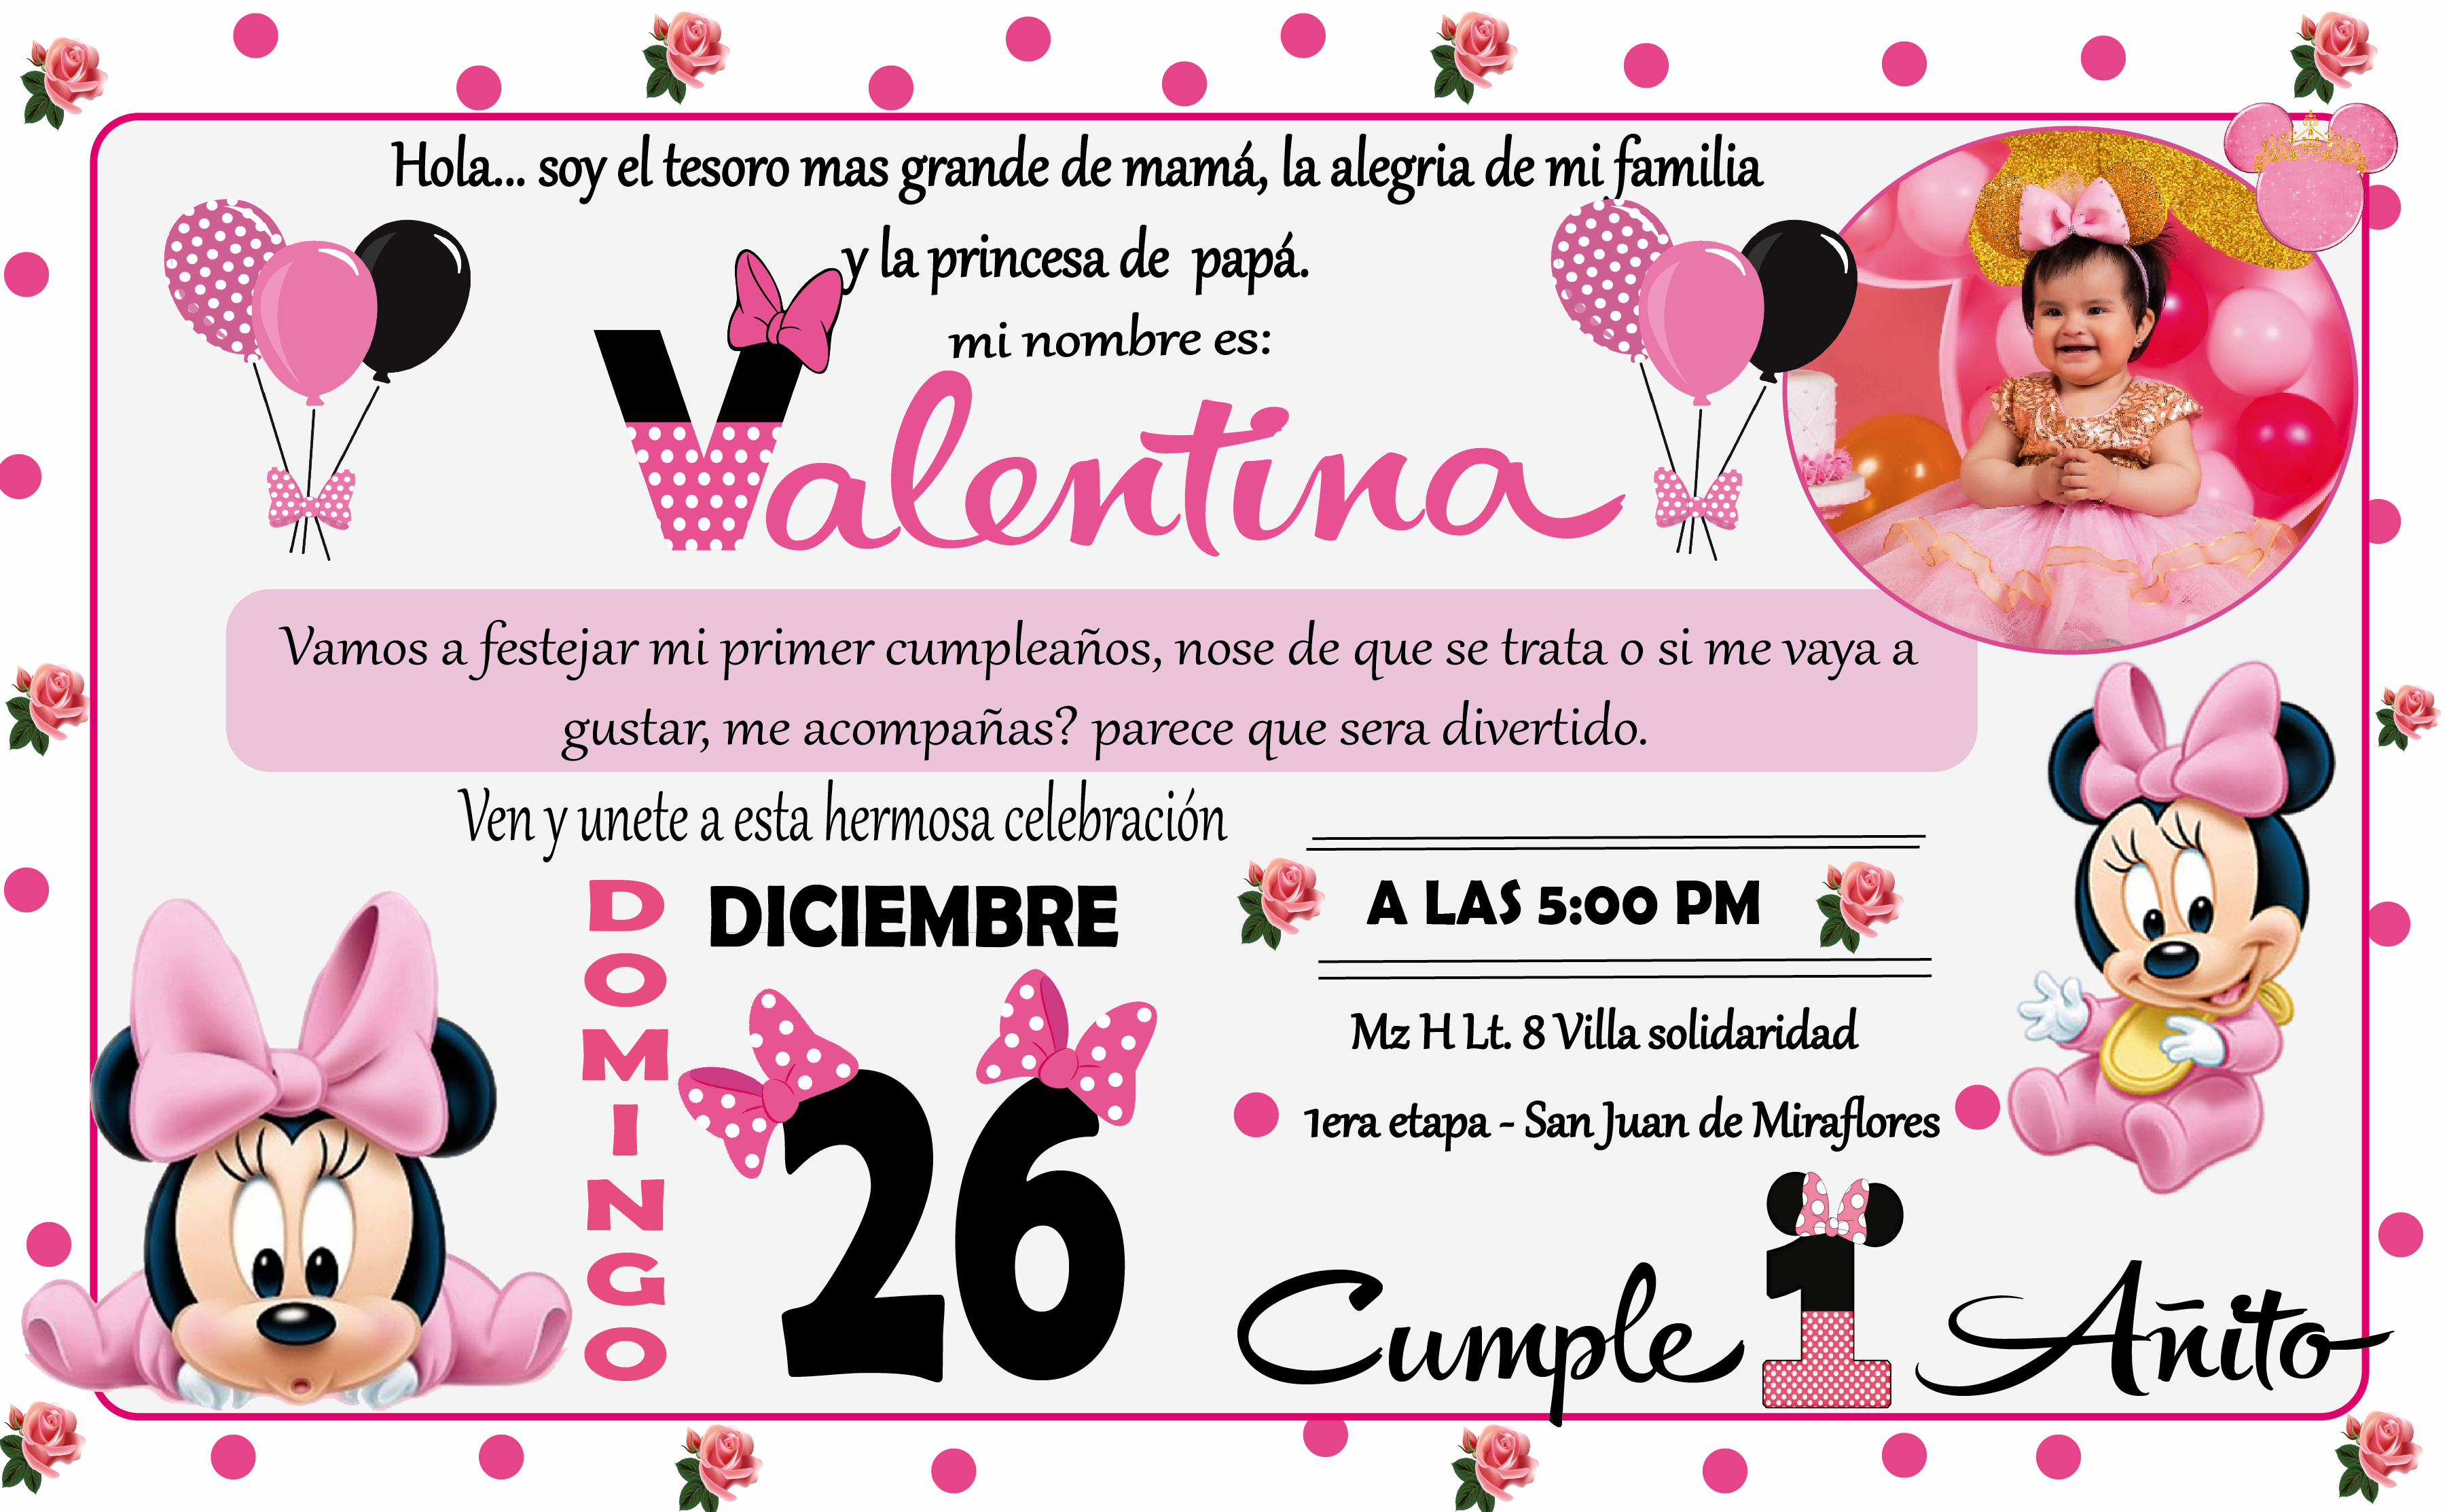 Hola... soy el tesoro mas grande de mamá, la alegria de mi familia
y la princesa de papá.
mi nombre es:
Valentina
Vamos a festejar mi primer cumpleaños, nose de que se trata o si me vaya a
gustar, me acompañas? parece que sera divertido.
Ven y unete a esta hermosa celebración
DOMINGO
DICIEMBRE
26
A LAS 5:00 PM
Mz H Lt. 8 Villa solidaridad
1era etapa - San Juan de Miraflores
Cumple 1 Añito